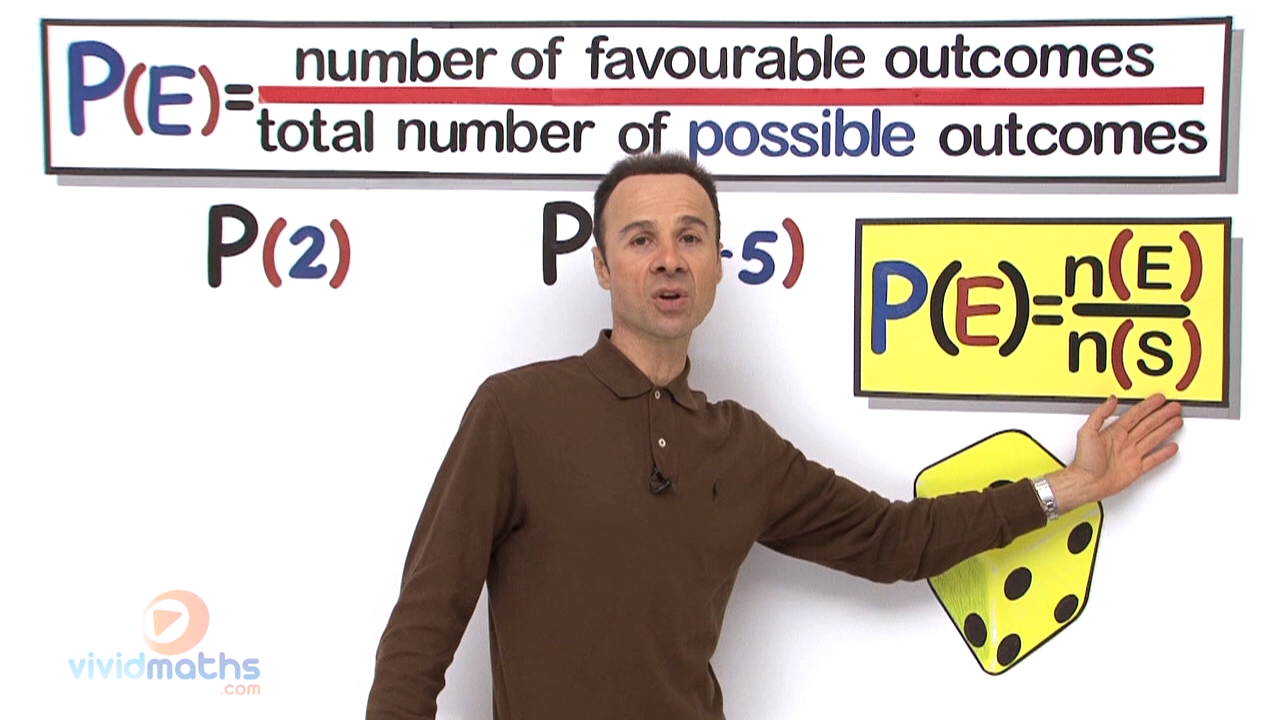 P(E)=
number of favourable outcomes
total number of possible outcomes
P(2)
P
-5)
P(E)=
n(E)
n(S)
vividmaths
.com